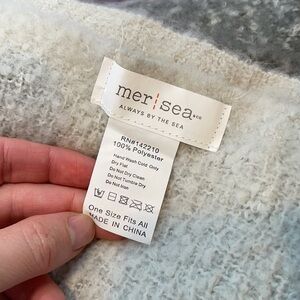 mer|sea &co
ALWAYS BY THE SEA
RN#142210
100% Polyester
Hand Wash Cold Only
Dry Flat
Do Not Dry Clean
Do Not Tumble Dry
Do Not Iron
One Size Fits All
MADE IN CHINA